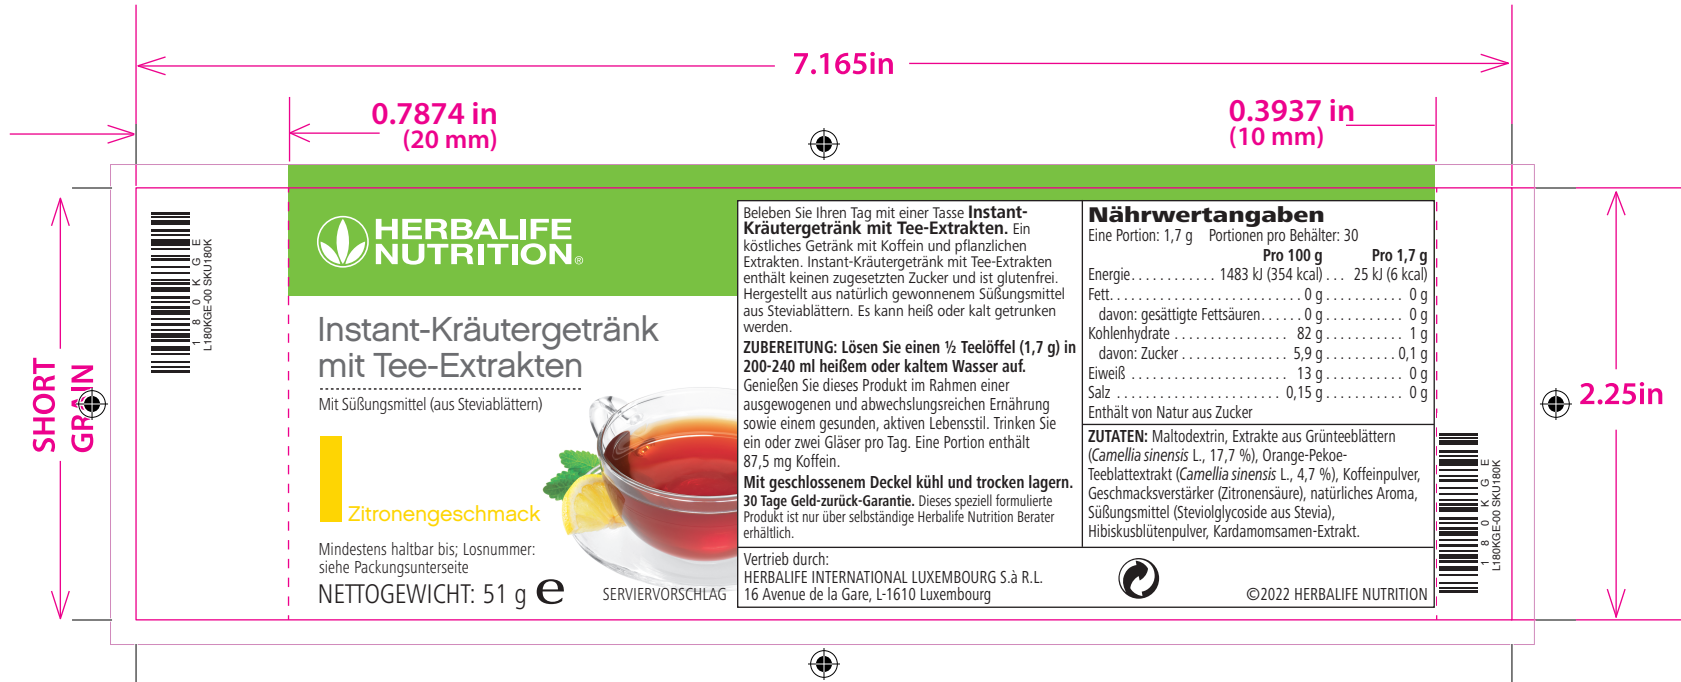 7.165in
0.7874 in
(20 mm)
0.3937 in
(10 mm)
SHORT
GRAIN
2.25in
1 8 0 K G E
L180KGE-00 SKU180K
HERBALIFE
NUTRITION®
Instant-Kräutergetränk
mit Tee-Extrakten
Mit Süßungsmittel (aus Steviablättern)
Zitronengeschmack
Mindestens haltbar bis; Losnummer:
siehe Packungsunterseite
NETTOGEWICHT: 51 g e
SERVIERVORSCHLAG
Beleben Sie Ihren Tag mit einer Tasse Instant-
Kräutergetränk mit Tee-Extrakten. Ein
köstliches Getränk mit Koffein und pflanzlichen
Extrakten. Instant-Kräutergetränk mit Tee-Extrakten
enthält keinen zugesetzten Zucker und ist glutenfrei.
Hergestellt aus natürlich gewonnenem Süßungsmittel
aus Steviablättern. Es kann heiß oder kalt getrunken
werden.
ZUBEREITUNG: Lösen Sie einen ½ Teelöffel (1,7 g) in
200-240 ml heißem oder kaltem Wasser auf.
Genießen Sie dieses Produkt im Rahmen einer
ausgewogenen und abwechslungsreichen Ernährung
sowie einem gesunden, aktiven Lebensstil. Trinken Sie
ein oder zwei Gläser pro Tag. Eine Portion enthält
87,5 mg Koffein.
Mit geschlossenem Deckel kühl und trocken lagern.
30 Tage Geld-zurück-Garantie. Dieses speziell formulierte
Produkt ist nur über selbständige Herbalife Nutrition Berater
erhältlich.
Vertrieb durch:
HERBALIFE INTERNATIONAL LUXEMBOURG S.à R.L.
16 Avenue de la Gare, L-1610 Luxembourg
Nährwertangaben
Eine Portion: 1,7 g Portionen pro Behälter: 30
Pro 100 g Pro 1,7 g
Energie............ 1483 kJ (354 kcal)... 25 kJ (6 kcal)
Fett............................0 g........... 0 g
davon: gesättigte Fettsäuren......0 g........... 0 g
Kohlenhydrate ................ 82 g........... 1 g
davon: Zucker ............... 5,9 g.........0,1 g
Eiweiß ...................... 13 g........... 0 g
Salz ....................... 0,15 g........... 0 g
Enthält von Natur aus Zucker
ZUTATEN: Maltodextrin, Extrakte aus Grünteeblättern
(Camellia sinensis L., 17,7 %), Orange-Pekoe-
Teeblattextrakt (Camellia sinensis L., 4,7 %), Koffeinpulver,
Geschmacksverstärker (Zitronensäure), natürliches Aroma,
Süßungsmittel (Steviolglycoside aus Stevia),
Hibiskusblütenpulver, Kardamomsamen-Extrakt.
©2022 HERBALIFE NUTRITION
1 8 0 K G E
L180KGE-00 SKU180K